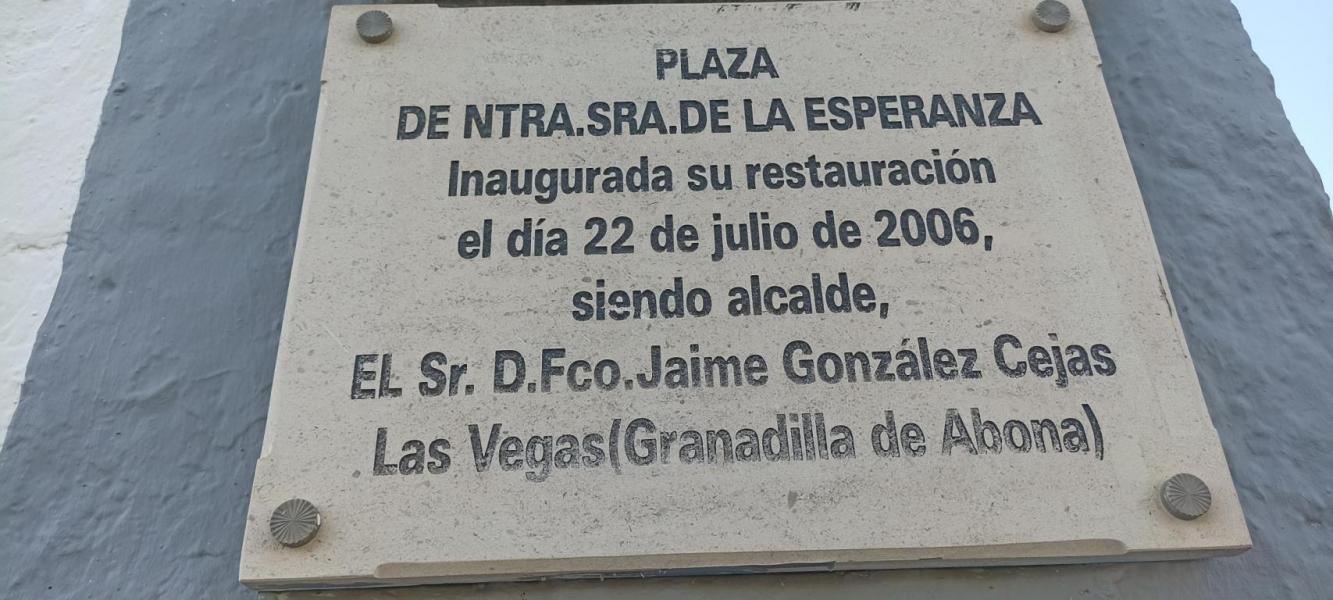 PLAZA
DE NTRA.SRA.DE LA ESPERANZA
Inaugurada su restauración
el día 22 de julio de 2006,
siendo alcalde,
EL Sr. D.Fco.Jaime González Cejas
Las Vegas(Granadilla de Abona)